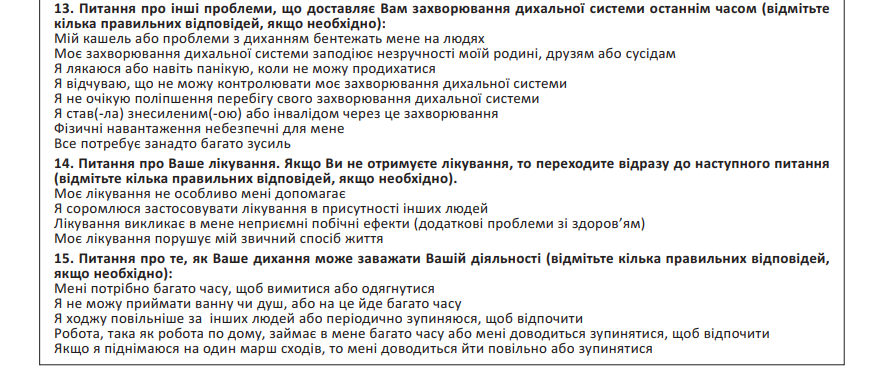 13. Питання про інші проблеми, що доставляє Вам захворювання дихальної системи останнім часом (відмітьте
кілька правильних відповідей, якщо необхідно):
Мій кашель або проблеми з диханням бентежать мене на людях
Моє захворювання дихальної системи заподіює незручності моїй родині, друзям або сусідам
Я лякаюся або навіть панікую, коли не можу продихатися
Я відчуваю, що не можу контролювати моє захворювання дихальної системи
Я не очікую поліпшення перебігу свого захворювання дихальної системи
Я став(-ла) знесиленим(-ою) або інвалідом через це захворювання
Фізичні навантаження небезпечні для мене
Все потребує занадто багато зусиль
14. Питання про Ваше лікування. Якщо Ви не отримуєте лікування, то переходите відразу до наступного питання
(відмітьте кілька правильних відповідей, якщо необхідно).
Моє лікування не особливо мені допомагає
Я соромлюся застосовувати лікування в присутності інших людей
Лікування викликає в мене неприємні побічні ефекти (додаткові проблеми зі здоров’ям)
Моє лікування порушує мій звичний спосіб життя
15. Питання про те, як Ваше дихання може заважати Вашій діяльності (відмітьте кілька правильних відповідей,
якщо необхідно):
Мені потрібно багато часу, щоб вимитися або одягнутися
Я не можу приймати ванну чи душ, або на це йде багато часу
Я ходжу повільніше за інших людей або періодично зупиняюся, щоб відпочити
Робота, така як робота по дому, займає в мене багато часу або мені доводиться зупинятися, щоб відпочити
Якщо я піднімаюся на один марш сходів, то мені доводиться йти повільно або зупинятися